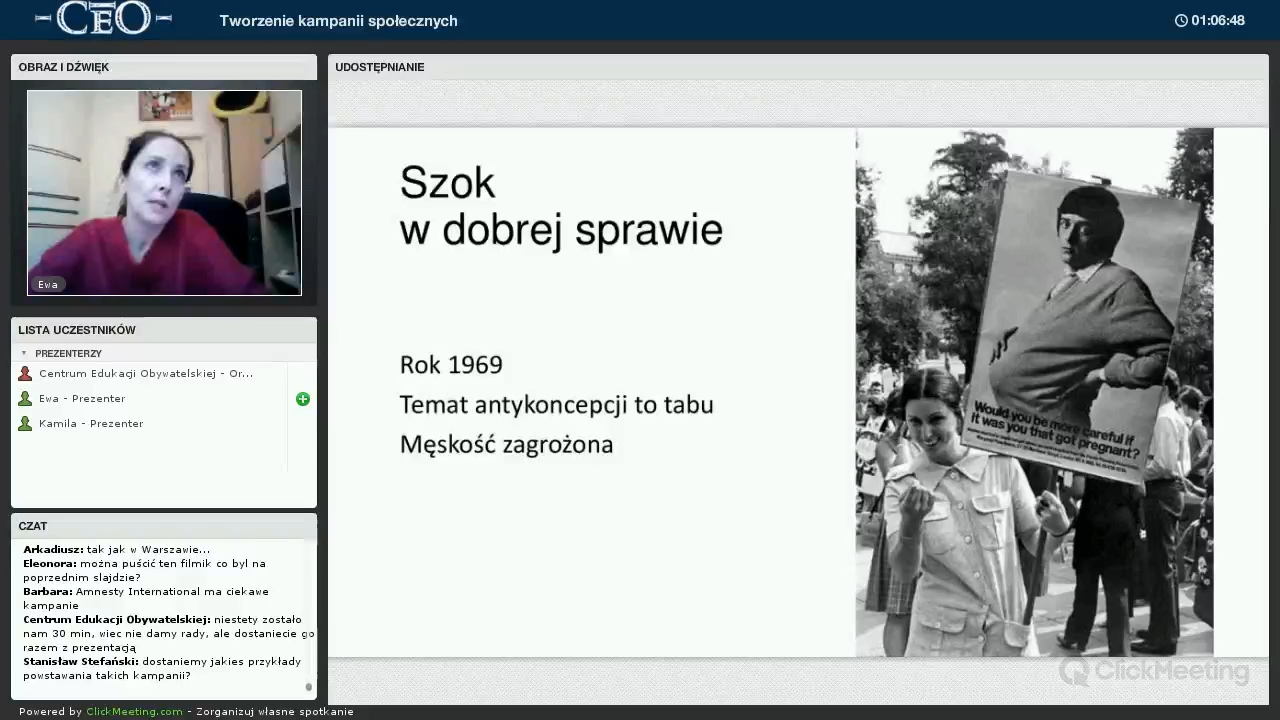 CEO
Tworzenie kampanii społecznych
01:06:48
OBRAZ I DŹWIĘK
Ewa
LISTA UCZESTNIKÓW
PREZENTERZY
Centrum Edukacji Obywatelskiej - Or...
Ewa - Prezenter
Kamila - Prezenter
CZAT
Arkadiusz: tak jak w Warszawie...
Eleonora: można puścić ten filmik co byl na
poprzednim slajdzie?
Barbara: Amnesty International ma ciekawe
kampanie
Centrum Edukacji Obywatelskiej: niestety zostało
nam 30 min, wiec nie damy rady, ale dostaniecie go
razem z prezentacją
Stanisław Stefański: dostaniemy jakies przykłady
powstawania takich kampanii?
Powered by ClickMeeting.com - Zorganizuj własne spotkanie
UDOSTĘPNIANIE
Szok
w dobrej sprawie
Rok 1969
Temat antykoncepcji to tabu
Męskość zagrożona
Would you be more careful if
it was you that got pregnant?
ClickMeeting